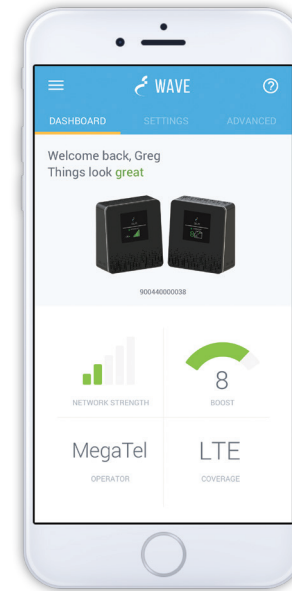 WAVE
DASHBOARD SETTINGS ADVANCED
Welcome back, Greg
Things look great
900440000038
8
NETWORK STRENGTH BOOST
MegaTel LTE
OPERATOR COVERAGE